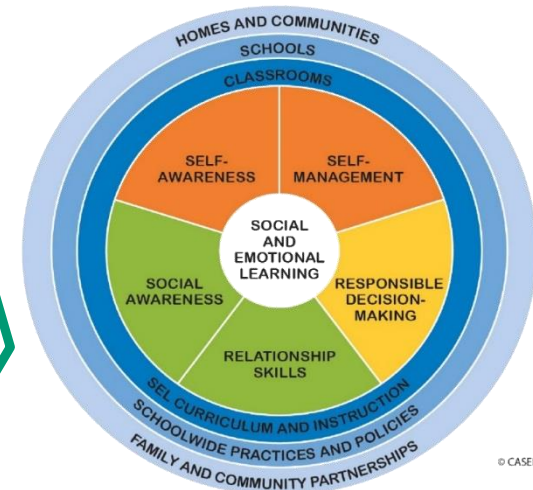 HOMES AND COMMUNITIES
SCHOOLS
CLASSROOMS
SELF-
AWARENESS
SELF-
MANAGEMENT
SOCIAL
AND
EMOTIONAL
LEARNING
SOCIAL
AWARENESS
RESPONSIBLE
DECISION-
MAKING
RELATIONSHIP
SKILLS
SEL CURRICULUM AND INSTRUCTION
SCHOOLWIDE PRACTICES AND POLICIES
FAMILY AND COMMUNITY PARTNERSHIPS
© CASE